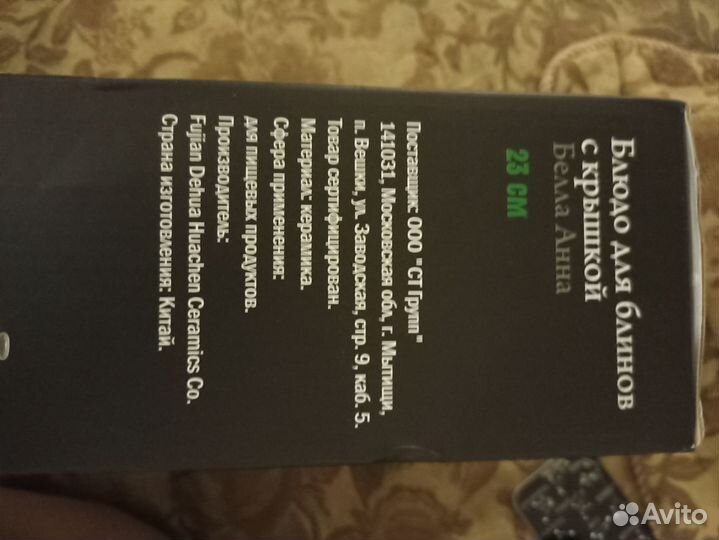 Блюдо для блинов
с крышкой
Белла Анна
23 см
Поставщик: ООО "СТ Групп"
141031, Московская обл, г. Мытищи,
п. Вешки, ул. Заводская, стр. 9, каб. 5.
Товар сертифицирован.
Материал: керамика.
Сфера применения:
для пищевых продуктов.
Производитель:
Fujian Dehua Huachen Ceramics Co.
Страна изготовления: Китай.
Avito